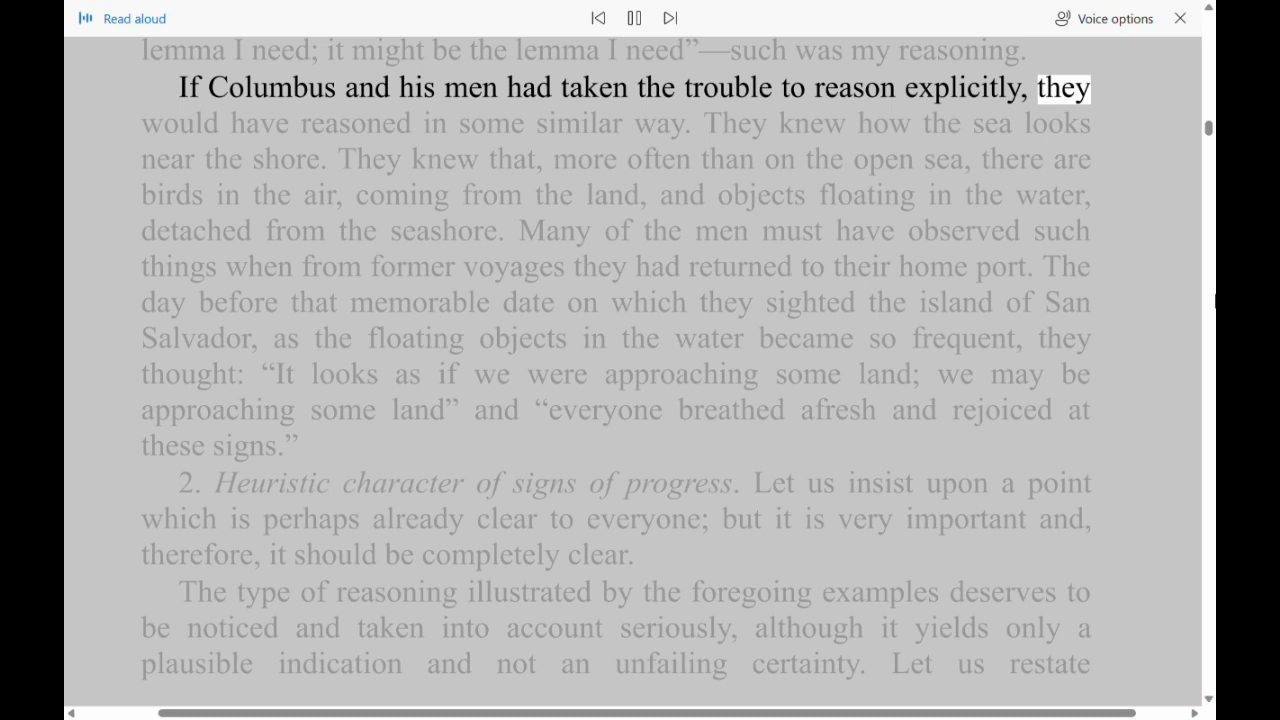 Read aloud
Voice options
lemma I need; it might be the lemma I need”—such was my reasoning.
If Columbus and his men had taken the trouble to reason explicitly, they
would have reasoned in some similar way. They knew how the sea looks
near the shore. They knew that, more often than on the open sea, there are
birds in the air, coming from the land, and objects floating in the water,
detached from the seashore. Many of the men must have observed such
things when from former voyages they had returned to their home port. The
day before that memorable date on which they sighted the island of San
Salvador, as the floating objects in the water became so frequent, they
thought: “It looks as if we were approaching some land; we may be
approaching some land” and “everyone breathed afresh and rejoiced at
these signs.”
2. Heuristic character of signs of progress. Let us insist upon a point
which is perhaps already clear to everyone; but it is very important and,
therefore, it should be completely clear.
The type of reasoning illustrated by the foregoing examples deserves to
be noticed and taken into account seriously, although it yields only a
plausible indication and not an unfailing certainty. Let us restate